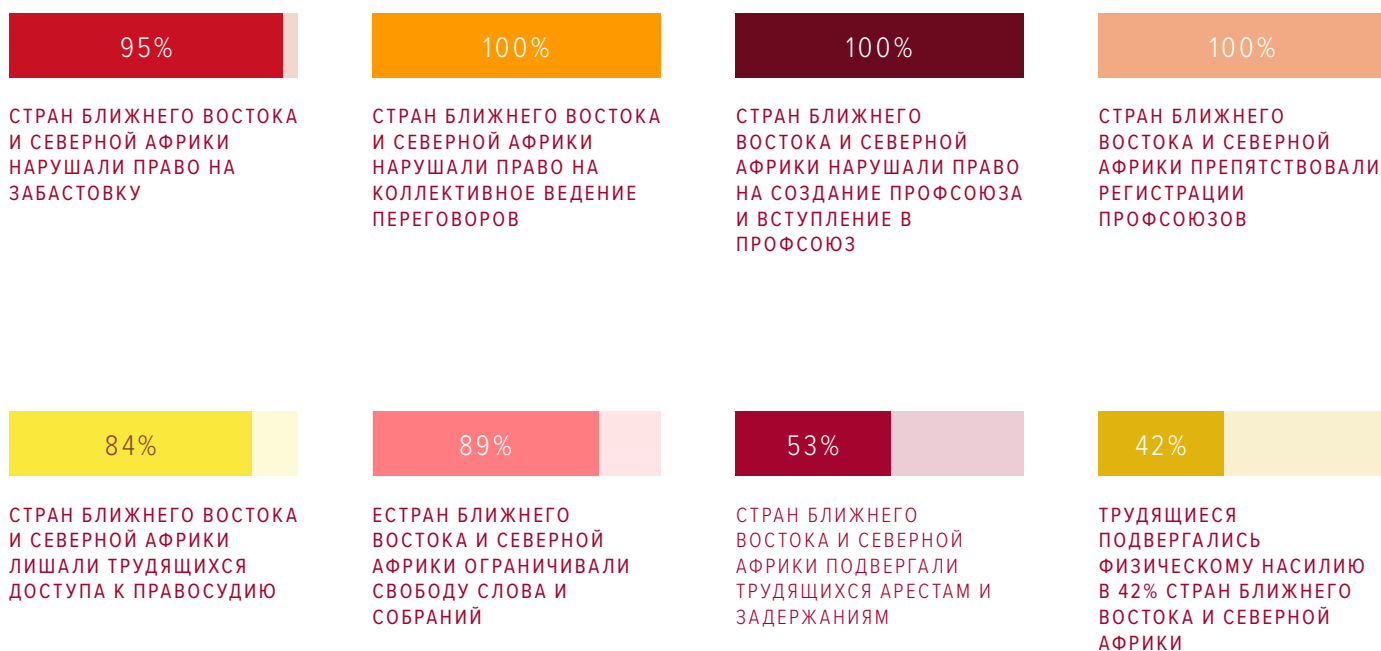 95%
СТРАН БЛИЖНЕГО ВОСТОКА
И СЕВЕРНОЙ АФРИКИ
НАРУШАЛИ ПРАВО НА
ЗАБАСТОВКУ
100%
СТРАН БЛИЖНЕГО ВОСТОКА
И СЕВЕРНОЙ АФРИКИ
НАРУШАЛИ ПРАВО НА
КОЛЛЕКТИВНОЕ ВЕДЕНИЕ
ПЕРЕГОВОРОВ
100%
СТРАН БЛИЖНЕГО
ВОСТОКА И СЕВЕРНОЙ
АФРИКИ НАРУШАЛИ ПРАВО
НА СОЗДАНИЕ ПРОФСОЮЗА
И ВСТУПЛЕНИЕ В
ПРОФСОЮЗ
100%
СТРАН БЛИЖНЕГО
ВОСТОКА И СЕВЕРНОЙ
АФРИКИ ПРЕПЯТСТВОВАЛИ
РЕГИСТРАЦИИ
ПРОФСОЮЗОВ
84%
СТРАН БЛИЖНЕГО ВОСТОКА
И СЕВЕРНОЙ АФРИКИ
ЛИШАЛИ ТРУДЯЩИХСЯ
ДОСТУПА К ПРАВОСУДИЮ
89%
ЕСТРАН БЛИЖНЕГО
ВОСТОКА И СЕВЕРНОЙ
АФРИКИ ОГРАНИЧИВАЛИ
СВОБОДУ СЛОВА И
СОБРАНИЙ
53%
СТРАН БЛИЖНЕГО
ВОСТОКА И СЕВЕРНОЙ
АФРИКИ ПОДВЕРГАЛИ
ТРУДЯЩИХСЯ АРЕСТАМ И
ЗАДЕРЖАНИЯМ
42%
ТРУДЯЩИЕСЯ
ПОДВЕРГАЛИСЬ
ФИЗИЧЕСКОМУ НАСИЛИЮ
В 42% СТРАН БЛИЖНЕГО
ВОСТОКА И СЕВЕРНОЙ
АФРИКИ